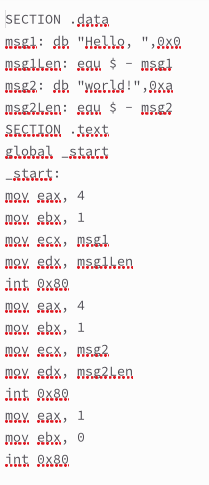 SECTION .data
msg1: db "Hello, ",0x0
msg1Len: equ $ - msg1
msg2: db "world!",0xa
msg2Len: equ $ - msg2
SECTION .text
global _start
_start:
mov eax, 4
mov ebx, 1
mov ecx, msg1
mov edx, msg1Len
int 0x80
mov eax, 4
mov ebx, 1
mov ecx, msg2
mov edx, msg2Len
int 0x80
mov eax, 1
mov ebx, 0
int 0x80